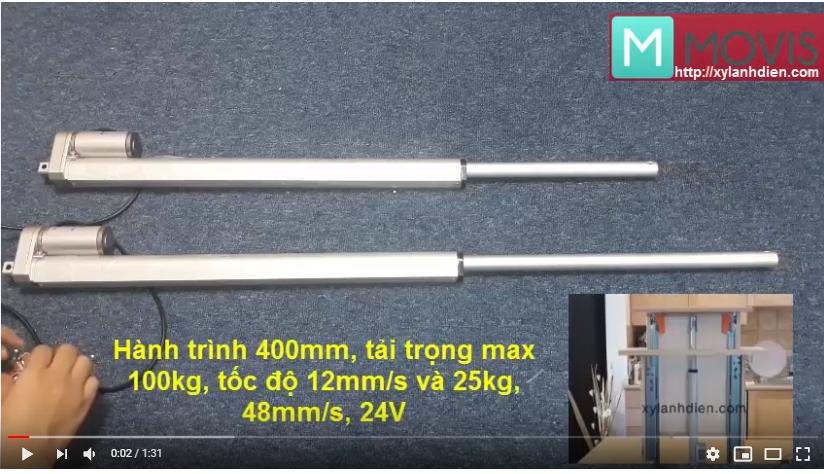 M MOVIS
http://xylanhdien.com
Hành trình 400mm, tải trọng max
100kg, tốc độ 12mm/s và 25kg,
48mm/s, 24V
xylanhdien.com
0:02 / 1:31